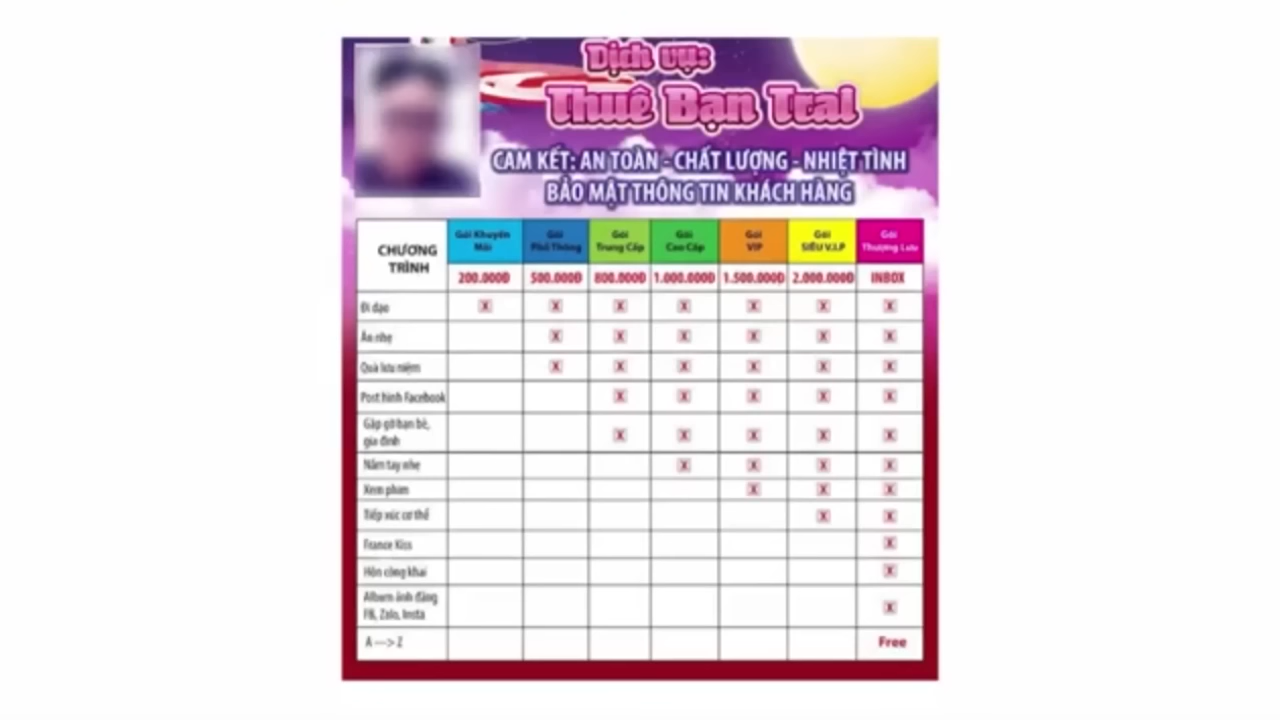 Dịch vụ:
Thuê Bạn Trai
CAM KẾT: AN TOÀN - CHẤT LƯỢNG - NHIỆT TÌNH
BẢO MẬT THÔNG TIN KHÁCH HÀNG
CHƯƠNG TRÌNH
Gói Khuyến Mãi
Gói Phổ Thông
Gói Trung Cấp
Gói Cao Cấp
Gói VIP
Gói SIÊU V.I.P
Gói Thượng Lưu
200.000Đ 500.000Đ 800.000Đ 1.000.000Đ 1.500.000Đ 2.000.000Đ INBOX
Đi dạo X X X X X X X
Ăn nhẹ X X X X X X
Quà lưu niệm X X X X X X
Post hình Facebook X X X X X
Gặp gỡ bạn bè,
gia đình X X X X X
Nắm tay nhẹ X X X X
Xem phim X X X
Tiếp xúc cơ thể X X
France Kiss X
Hôn công khai X
Album ảnh đăng
FB, Zalo, Insta X
A ---> Z Free